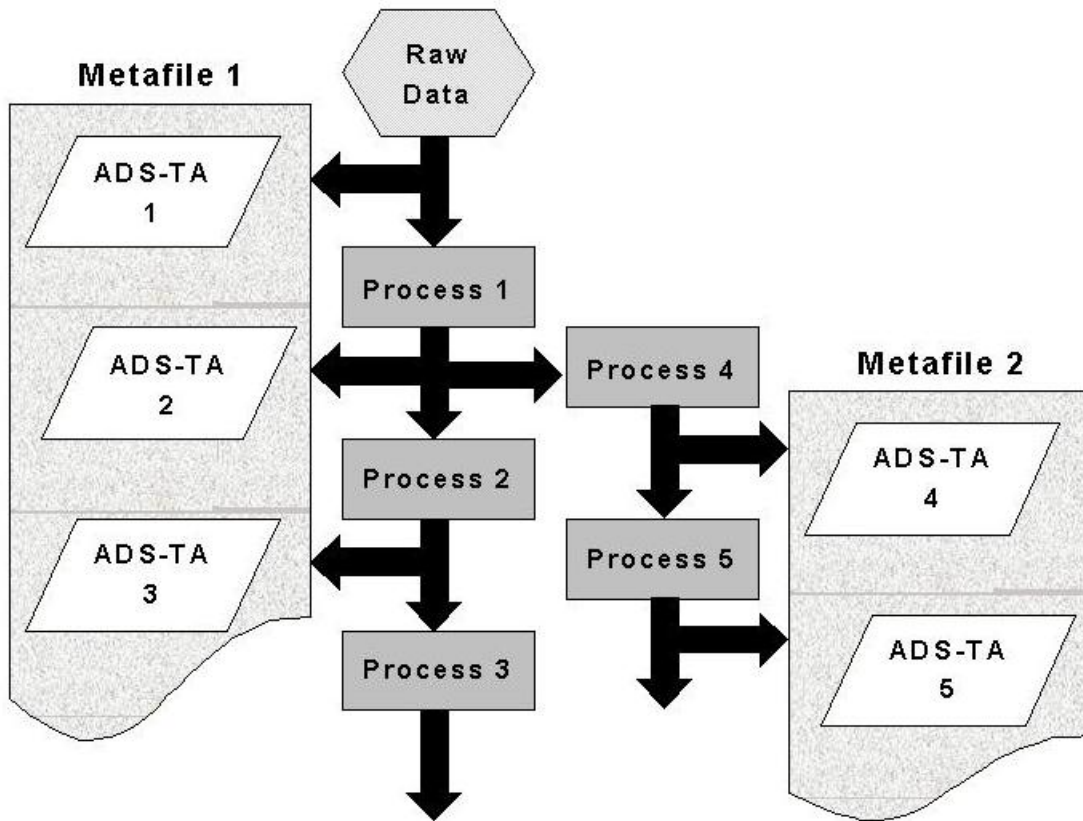 Raw
Data
Metafile 1
ADS-TA
1
Process 1
ADS-TA
2
Process 4
Metafile 2
Process 2
ADS-TA
4
ADS-TA
3
Process 5
Process 3
ADS-TA
5